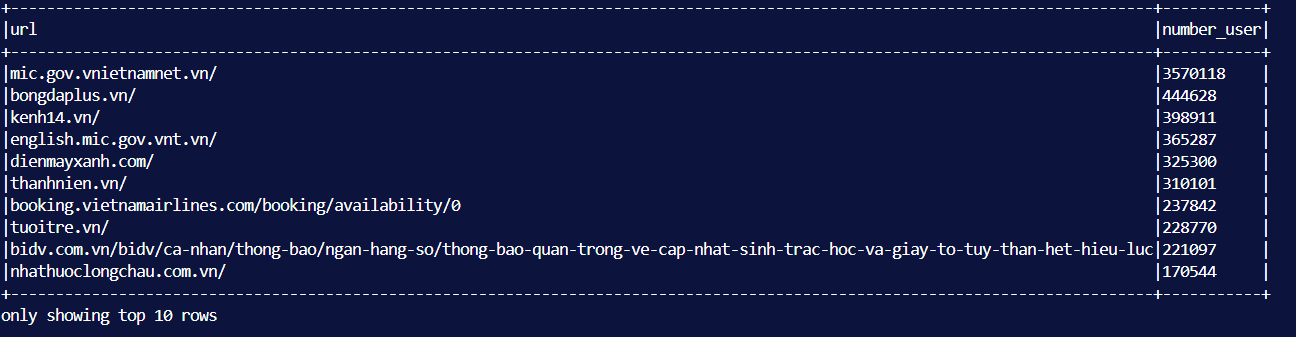 +--------------------------------------------------------------------------------------------------------------------------------+-----------+
|url                                                                                                                             |number_user|
+--------------------------------------------------------------------------------------------------------------------------------+-----------+
|mic.gov.vnietnamnet.vn/                                                                                                         |3570118    |
|bongdaplus.vn/                                                                                                                  |444628     |
|kenh14.vn/                                                                                                                      |398911     |
|english.mic.gov.vnt.vn/                                                                                                         |365287     |
|dienmayxanh.com/                                                                                                                |325300     |
|thanhnien.vn/                                                                                                                   |310101     |
|booking.vietnamairlines.com/booking/availability/0                                                                              |237842     |
|tuoitre.vn/                                                                                                                     |228770     |
|bidv.com.vn/bidv/ca-nhan/thong-bao/ngan-hang-so/thong-bao-quan-trong-ve-cap-nhat-sinh-trac-hoc-va-giay-to-tuy-than-het-hieu-luc|221097     |
|nhathuoclongchau.com.vn/                                                                                                        |170544     |
+--------------------------------------------------------------------------------------------------------------------------------+-----------+
only showing top 10 rows